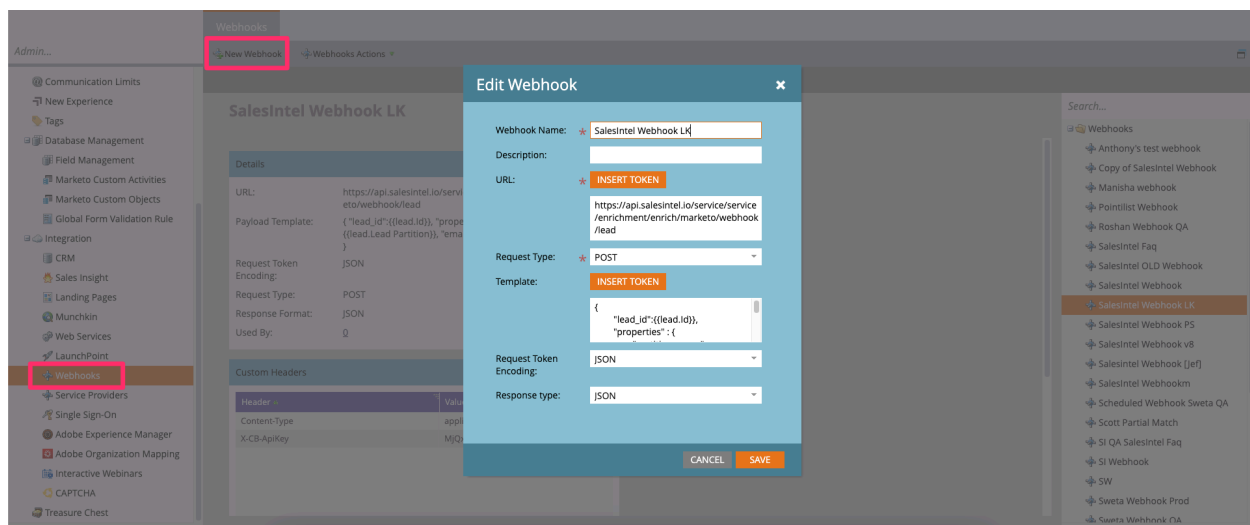 Webhooks
Admin...
New Webhook
Webhooks Actions
Communication Limits
New Experience
Tags
Database Management
Field Management
Marketo Custom Activities
Marketo Custom Objects
Global Form Validation Rule
Integration
CRM
Sales Insight
Landing Pages
Munchkin
Web Services
LaunchPoint
Webhooks
Service Providers
Single Sign-On
Adobe Experience Manager
Adobe Organization Mapping
Interactive Webinars
CAPTCHA
Treasure Chest
SalesIntel Webhook LK
Details
URL: https://api.salesintel.io/servi
eto/webhook/lead
Payload Template: { "lead_id":{{lead.Id}}, "prope
{{lead.Lead Partition}}, "ema
}
Request Token JSON
Encoding:
Request Type: POST
Response Format: JSON
Used By: 0
Custom Headers
Header Valu
Content-Type appli
X-CB-ApiKey
Edit Webhook
Webhook Name: * SalesIntel Webhook LK
Description:
URL: * INSERT TOKEN
https://api.salesintel.io/service/service
/enrichment/enrich/marketo/webhook
/lead
Request Type: * POST
Template: INSERT TOKEN
{
"lead_id":{{lead.Id}},
"properties" : {
Request Token JSON
Encoding:
Response type: JSON
CANCEL SAVE
Search...
Webhooks
Anthony's test webhook
Copy of SalesIntel Webhook
Manisha webhook
Pointilist Webhook
Roshan Webhook QA
SalesIntel Faq
SalesIntel OLD Webhook
SalesIntel Webhook
SalesIntel Webhook LK
SalesIntel Webhook PS
SalesIntel Webhook v8
SalesIntel Webhook [Jef]
SalesIntel Webhookm
Scheduled Webhook Sweta QA
Scott Partial Match
SI QA SalesIntel Faq
SI Webhook
SW
Sweta Webhook Prod
Sweta Webhook QA